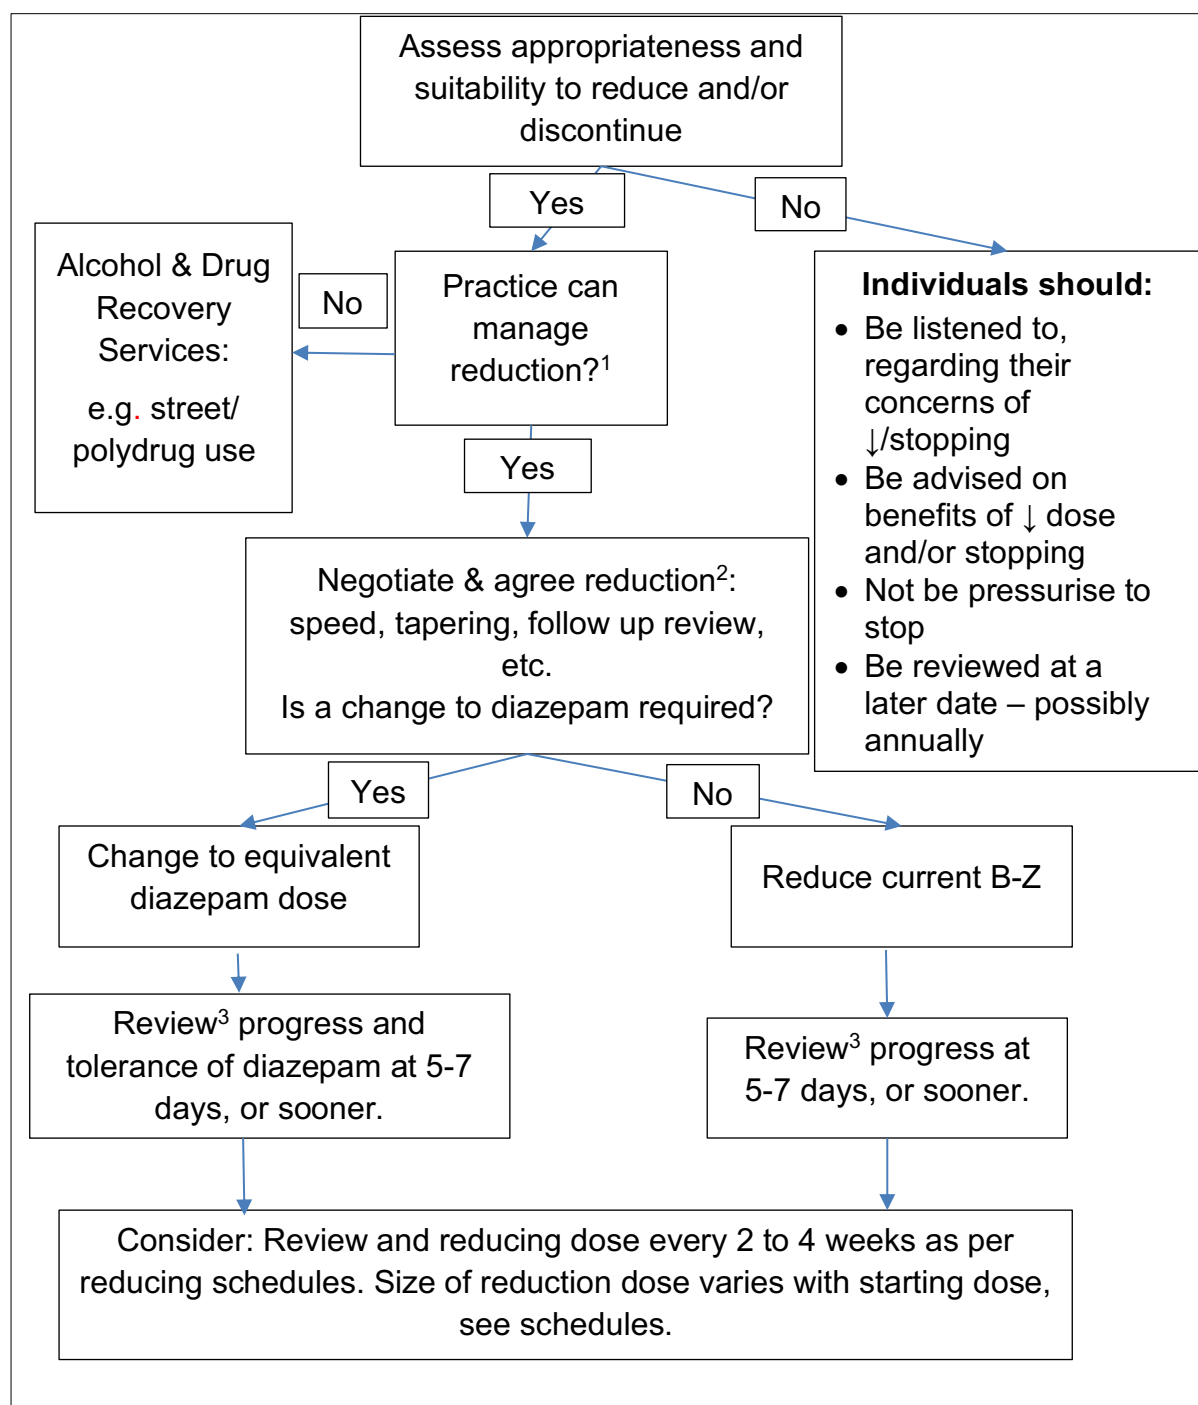 Assess appropriateness and
suitability to reduce and/or
discontinue
Yes
No
Alcohol & Drug
Recovery
Services:
e.g. street/
polydrug use
No
Practice can
manage
reduction?¹
Individuals should:
• Be listened to,
regarding their
concerns of
↓/stopping
• Be advised on
benefits of ↓ dose
and/or stopping
• Not be pressurise to
stop
• Be reviewed at a
later date – possibly
annually
Yes
Negotiate & agree reduction²:
speed, tapering, follow up review,
etc.
Is a change to diazepam required?
Yes
No
Change to equivalent
diazepam dose
Reduce current B-Z
Review³ progress and
tolerance of diazepam at 5-7
days, or sooner.
Review³ progress at
5-7 days, or sooner.
Consider: Review and reducing dose every 2 to 4 weeks as per
reducing schedules. Size of reduction dose varies with starting dose,
see schedules.